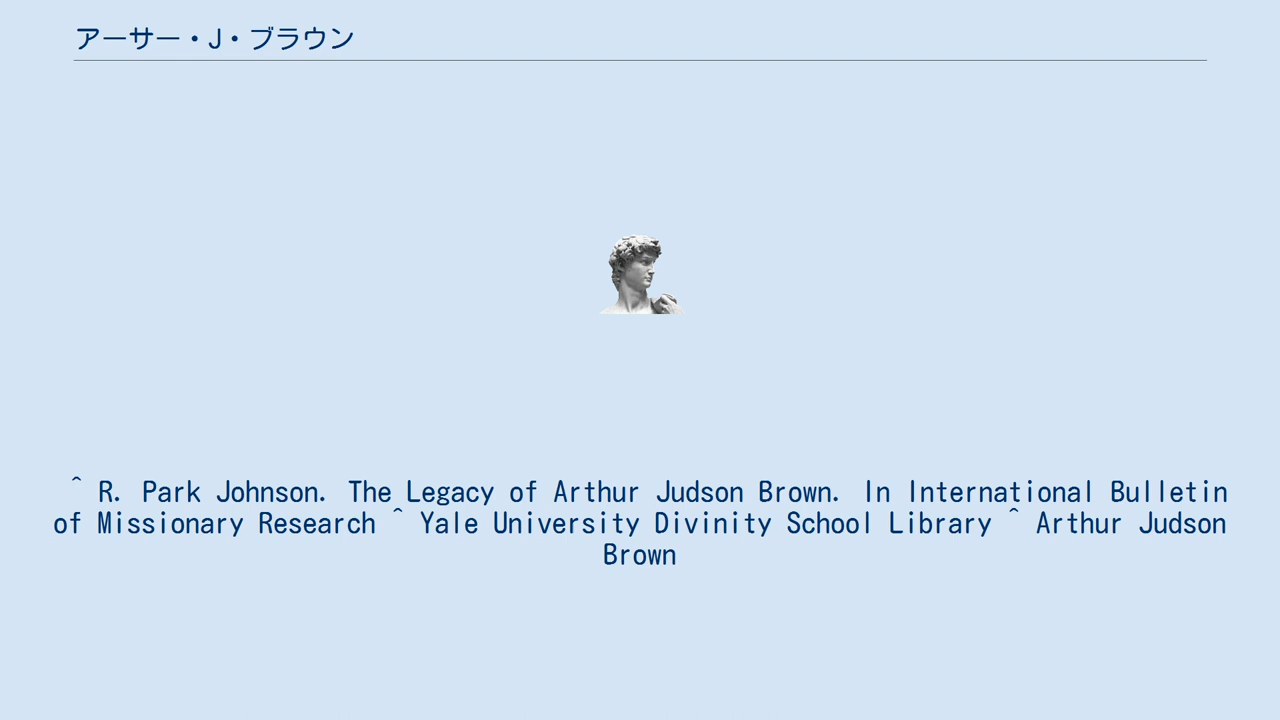 アーサー・J・ブラウン
^ R. Park Johnson. The Legacy of Arthur Judson Brown. In International Bulletin
of Missionary Research ^ Yale University Divinity School Library ^ Arthur Judson
Brown